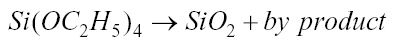 Si(OC₂H₅)₄ → SiO₂ + by product